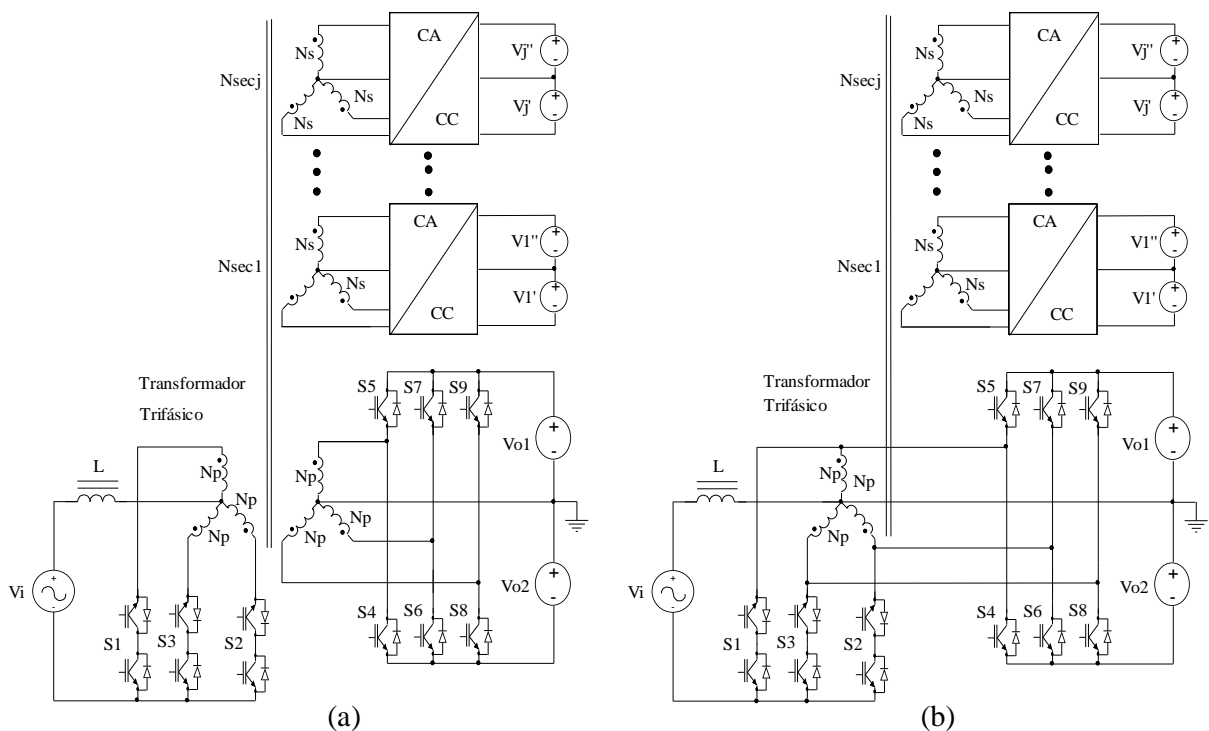 CA
CC
Ns
Ns
Ns
Nsecj
Vj''
Vj'
CA
CC
Ns
Ns
Nsec1
V1''
V1'
Transformador
Trifásico
S5
S7
S9
Vo1
L
Np
Np
Np
Np
Np
Np
Vi
S1
S3
S2
S4
S6
S8
Vo2
(a)
CA
CC
Ns
Ns
Ns
Nsecj
Vj''
Vj'
CA
CC
Ns
Ns
Nsec1
V1''
V1'
Transformador
Trifásico
S5
S7
S9
Vo1
L
Np
Np
Np
Vi
S1
S3
S2
S4
S6
S8
Vo2
(b)